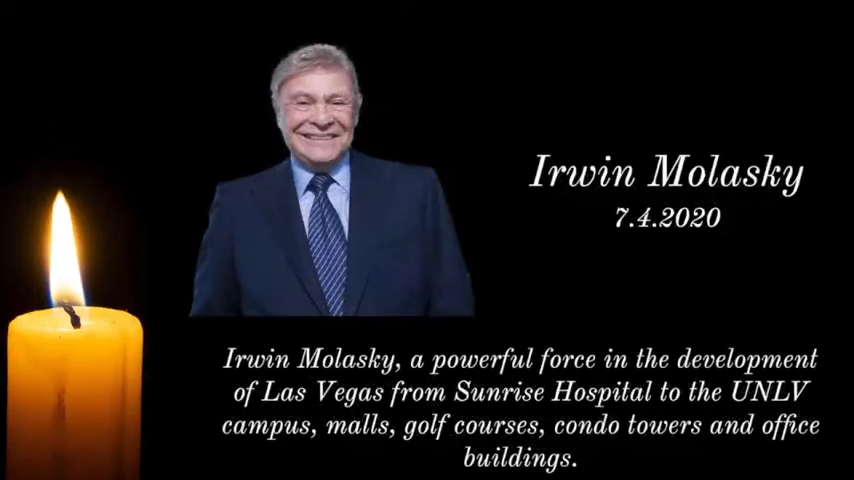 Irwin Molasky
7.4.2020
Irwin Molasky, a powerful force in the development
of Las Vegas from Sunrise Hospital to the UNLV
campus, malls, golf courses, condo towers and office
buildings.